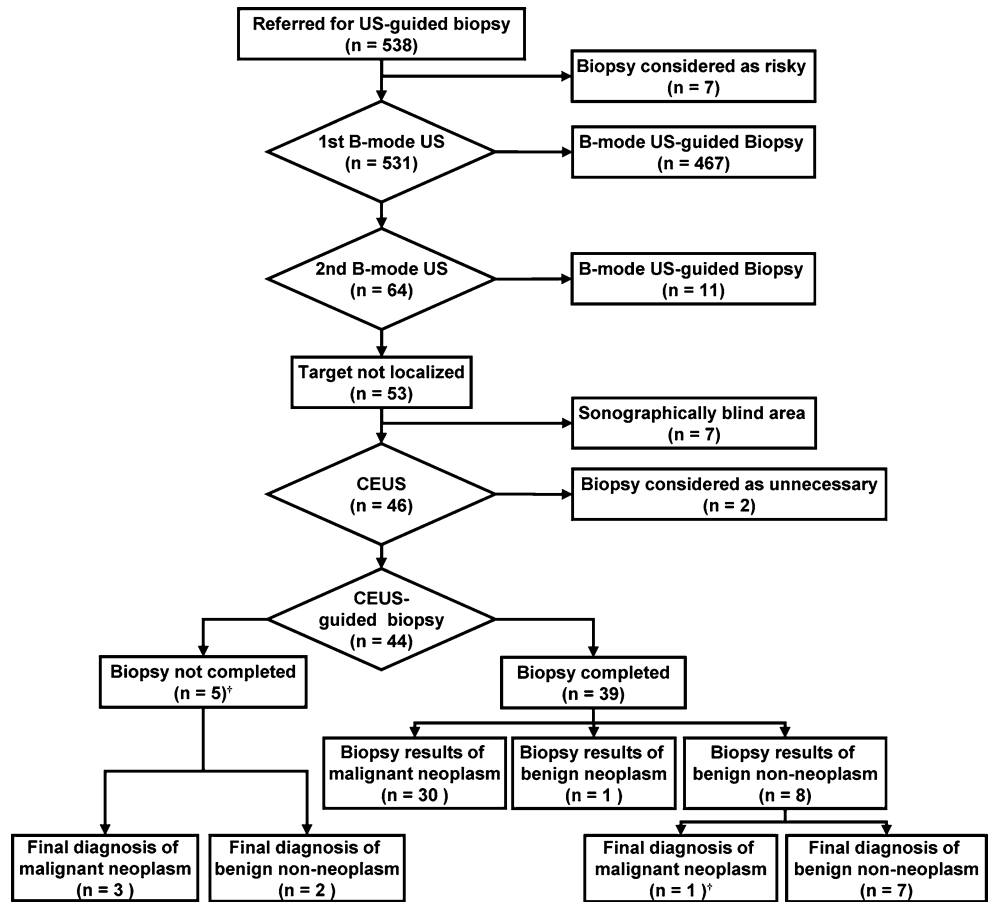 Referred for US-guided biopsy
(n = 538)
Biopsy considered as risky
(n = 7)
1st B-mode US
(n = 531)
B-mode US-guided Biopsy
(n = 467)
2nd B-mode US
(n = 64)
B-mode US-guided Biopsy
(n = 11)
Target not localized
(n = 53)
Sonographically blind area
(n = 7)
CEUS
(n = 46)
Biopsy considered as unnecessary
(n = 2)
CEUS-
guided biopsy
(n = 44)
Biopsy not completed
(n = 5)†
Biopsy completed
(n = 39)
Biopsy results of
malignant neoplasm
(n = 30 )
Biopsy results of
benign neoplasm
(n = 1 )
Biopsy results of
benign non-neoplasm
(n = 8)
Final diagnosis of
malignant neoplasm
(n = 3 )
Final diagnosis of
benign non-neoplasm
(n = 2 )
Final diagnosis of
malignant neoplasm
(n = 1 )†
Final diagnosis of
benign non-neoplasm
(n = 7)